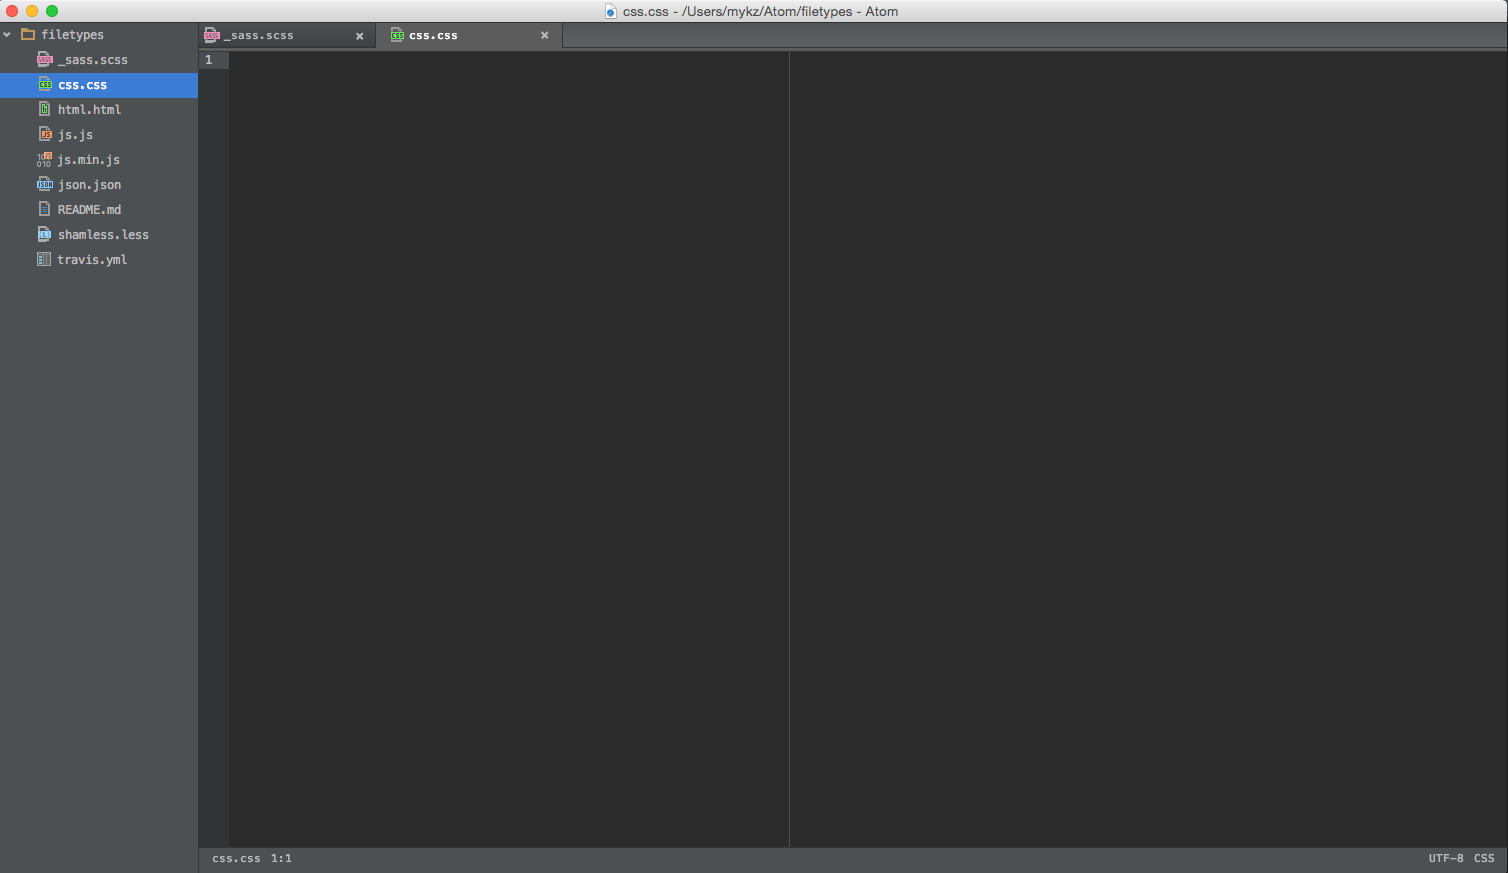 css.css - /Users/mykz/Atom/filetypes - Atom
filetypes
_sass.scss
css.css
html.html
js.js
js.min.js
json.json
README.md
shamless.less
travis.yml
_sass.scss
css.css
1
css.css 1:1
UTF-8 CSS